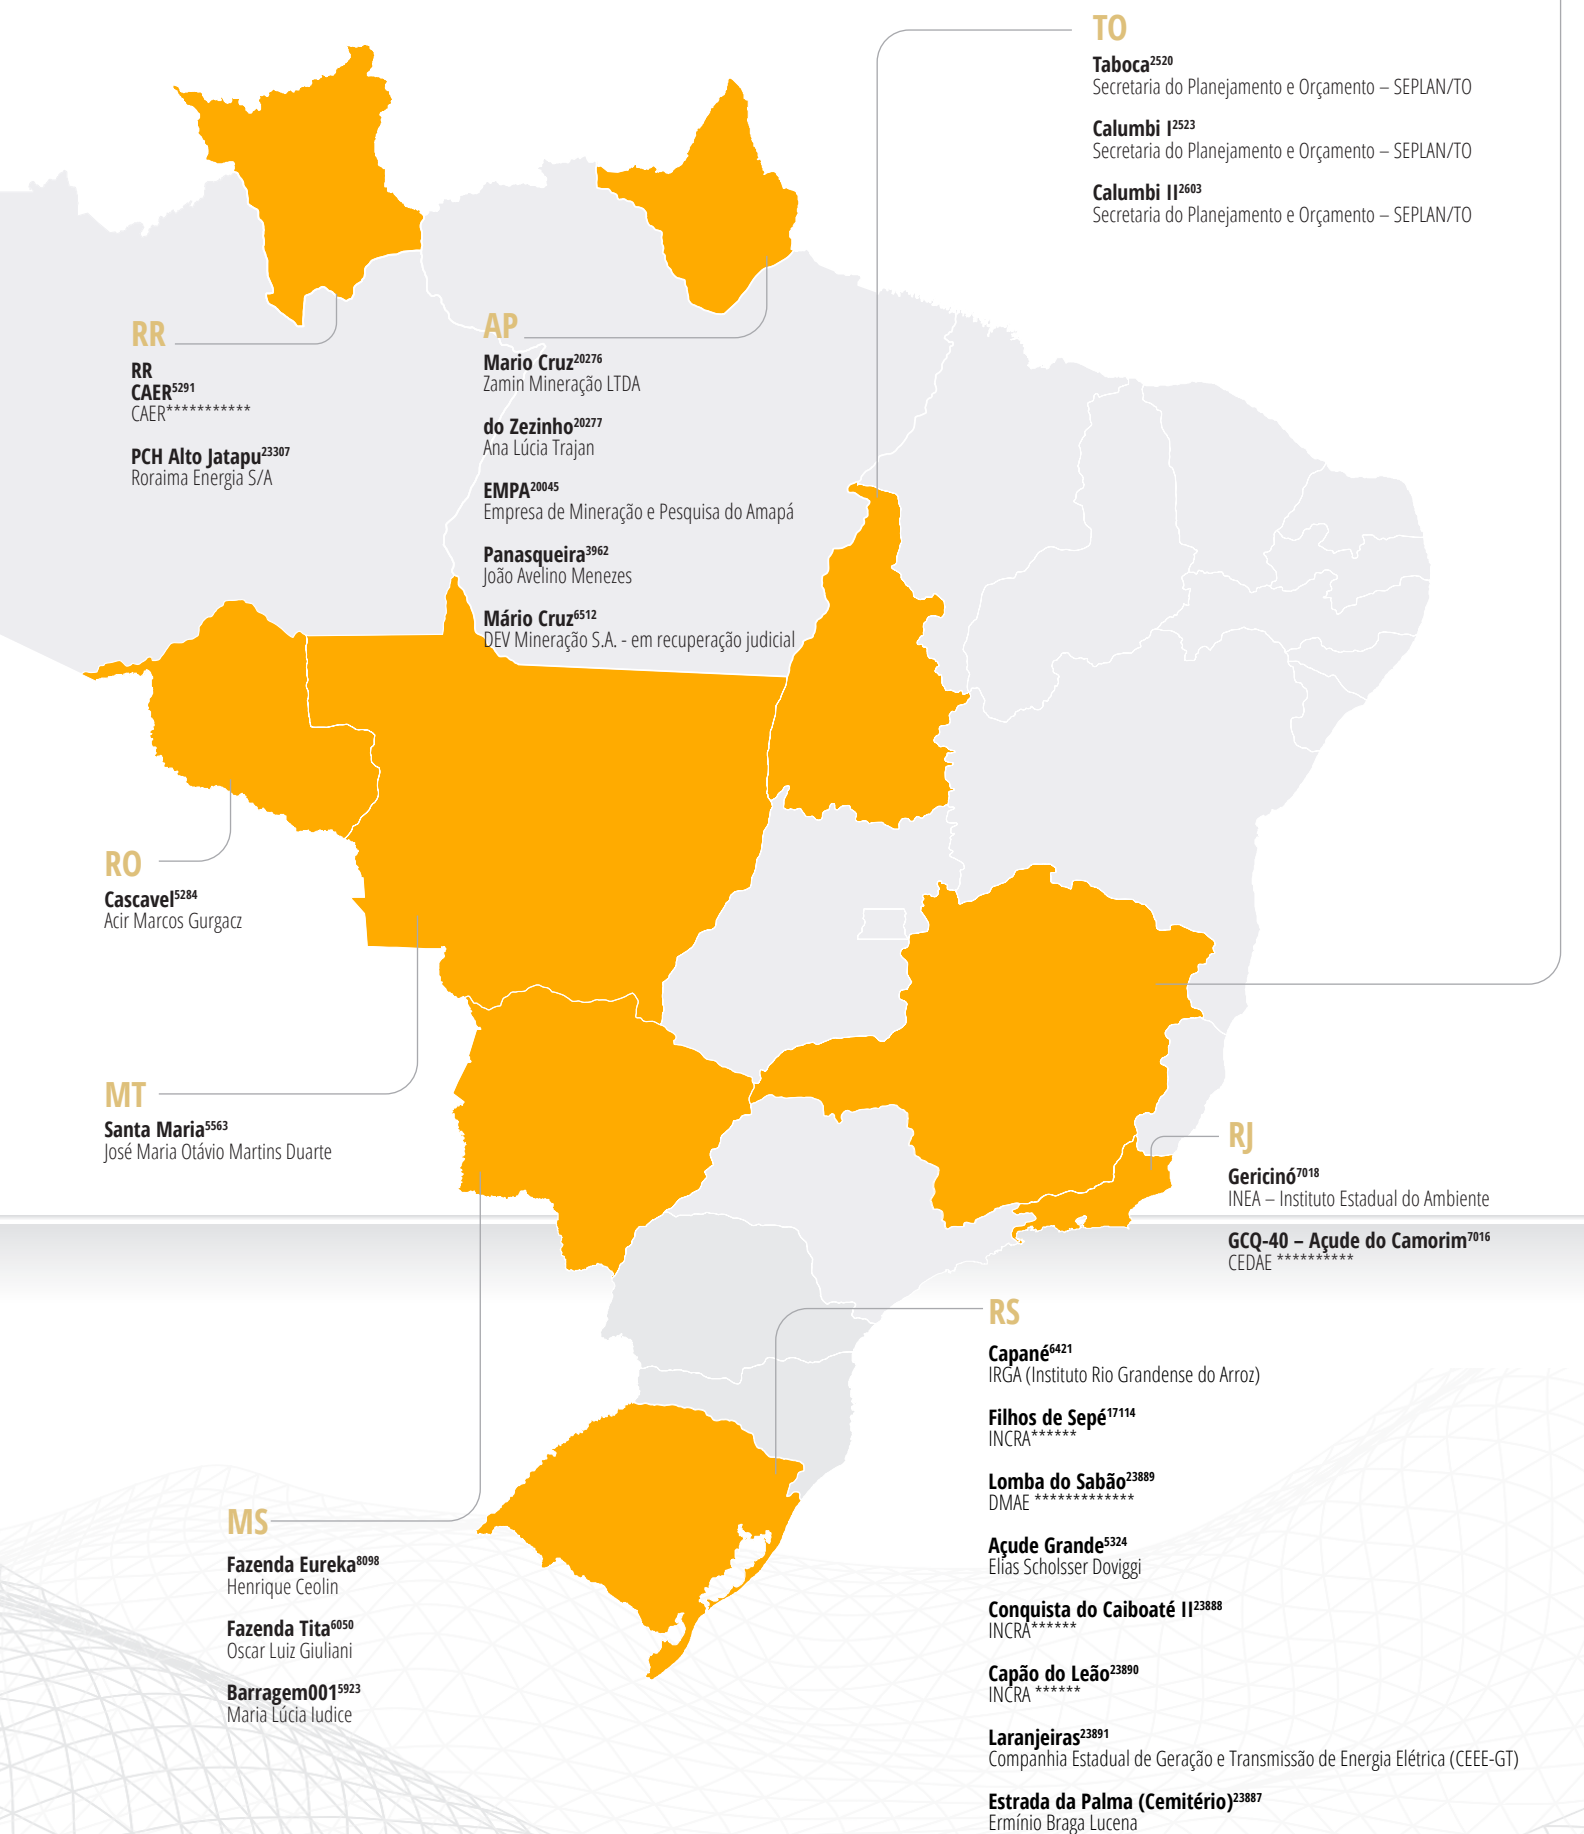 TO
Taboca2520
Secretaria do Planejamento e Orçamento – SEPLAN/TO
Calumbi I2523
Secretaria do Planejamento e Orçamento – SEPLAN/TO
Calumbi II2603
Secretaria do Planejamento e Orçamento – SEPLAN/TO
RR
RR
CAER5291
CAER***********
PCH Alto Jatapu23307
Roraima Energia S/A
AP
Mario Cruz20276
Zamin Mineração LTDA
do Zezinho20277
Ana Lúcia Trajan
EMPA20045
Empresa de Mineração e Pesquisa do Amapá
Panasqueira3962
João Avelino Menezes
Mário Cruz6512
DEV Mineração S.A. - em recuperação judicial
RO
Cascavel5284
Acir Marcos Gurgacz
MT
Santa Maria5563
José Maria Otávio Martins Duarte
RJ
Gericinó7018
INEA – Instituto Estadual do Ambiente
GCQ-40 – Açude do Camorim7016
CEDAE **********
RS
Capané6421
IRGA (Instituto Rio Grandense do Arroz)
Filhos de Sepé17114
INCRA******
Lomba do Sabão23889
DMAE *************
Açude Grande5324
Elias Scholsser Doviggi
Conquista do Caiboaté II23888
INCRA******
Capão do Leão23890
INCRA ******
Laranjeiras23891
Companhia Estadual de Geração e Transmissão de Energia Elétrica (CEEE-GT)
Estrada da Palma (Cemitério)23887
Ermínio Braga Lucena
MS
Fazenda Eureka8098
Henrique Ceolin
Fazenda Tita6050
Oscar Luiz Giuliani
Barragem0015923
Maria Lúcia Iudice